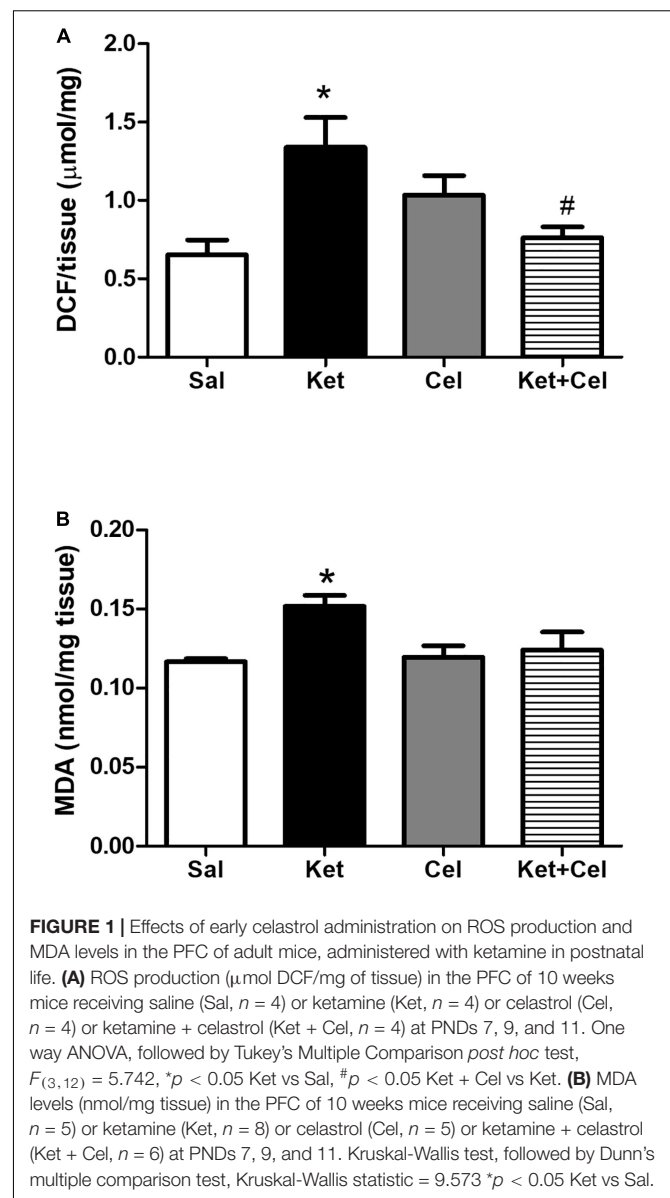 A
DCF/tissue (μmol/mg)
2.0
1.5
1.0
0.5
0.0
*
#
Sal Ket Cel Ket+Cel
B
MDA (nmol/mg tissue)
0.20
0.15
0.10
0.05
0.00
*
Sal Ket Cel Ket+Cel
FIGURE 1 | Effects of early celastrol administration on ROS production and
MDA levels in the PFC of adult mice, administered with ketamine in postnatal
life. (A) ROS production (μmol DCF/mg of tissue) in the PFC of 10 weeks
mice receiving saline (Sal, n = 4) or ketamine (Ket, n = 4) or celastrol (Cel,
n = 4) or ketamine + celastrol (Ket + Cel, n = 4) at PNDs 7, 9, and 11. One
way ANOVA, followed by Tukey's Multiple Comparison post hoc test,
F(3,12) = 5.742, *p < 0.05 Ket vs Sal, #p < 0.05 Ket + Cel vs Ket. (B) MDA
levels (nmol/mg tissue) in the PFC of 10 weeks mice receiving saline (Sal,
n = 5) or ketamine (Ket, n = 8) or celastrol (Cel, n = 5) or ketamine + celastrol
(Ket + Cel, n = 6) at PNDs 7, 9, and 11. Kruskal-Wallis test, followed by Dunn's
multiple comparison test, Kruskal-Wallis statistic = 9.573 *p < 0.05 Ket vs Sal.